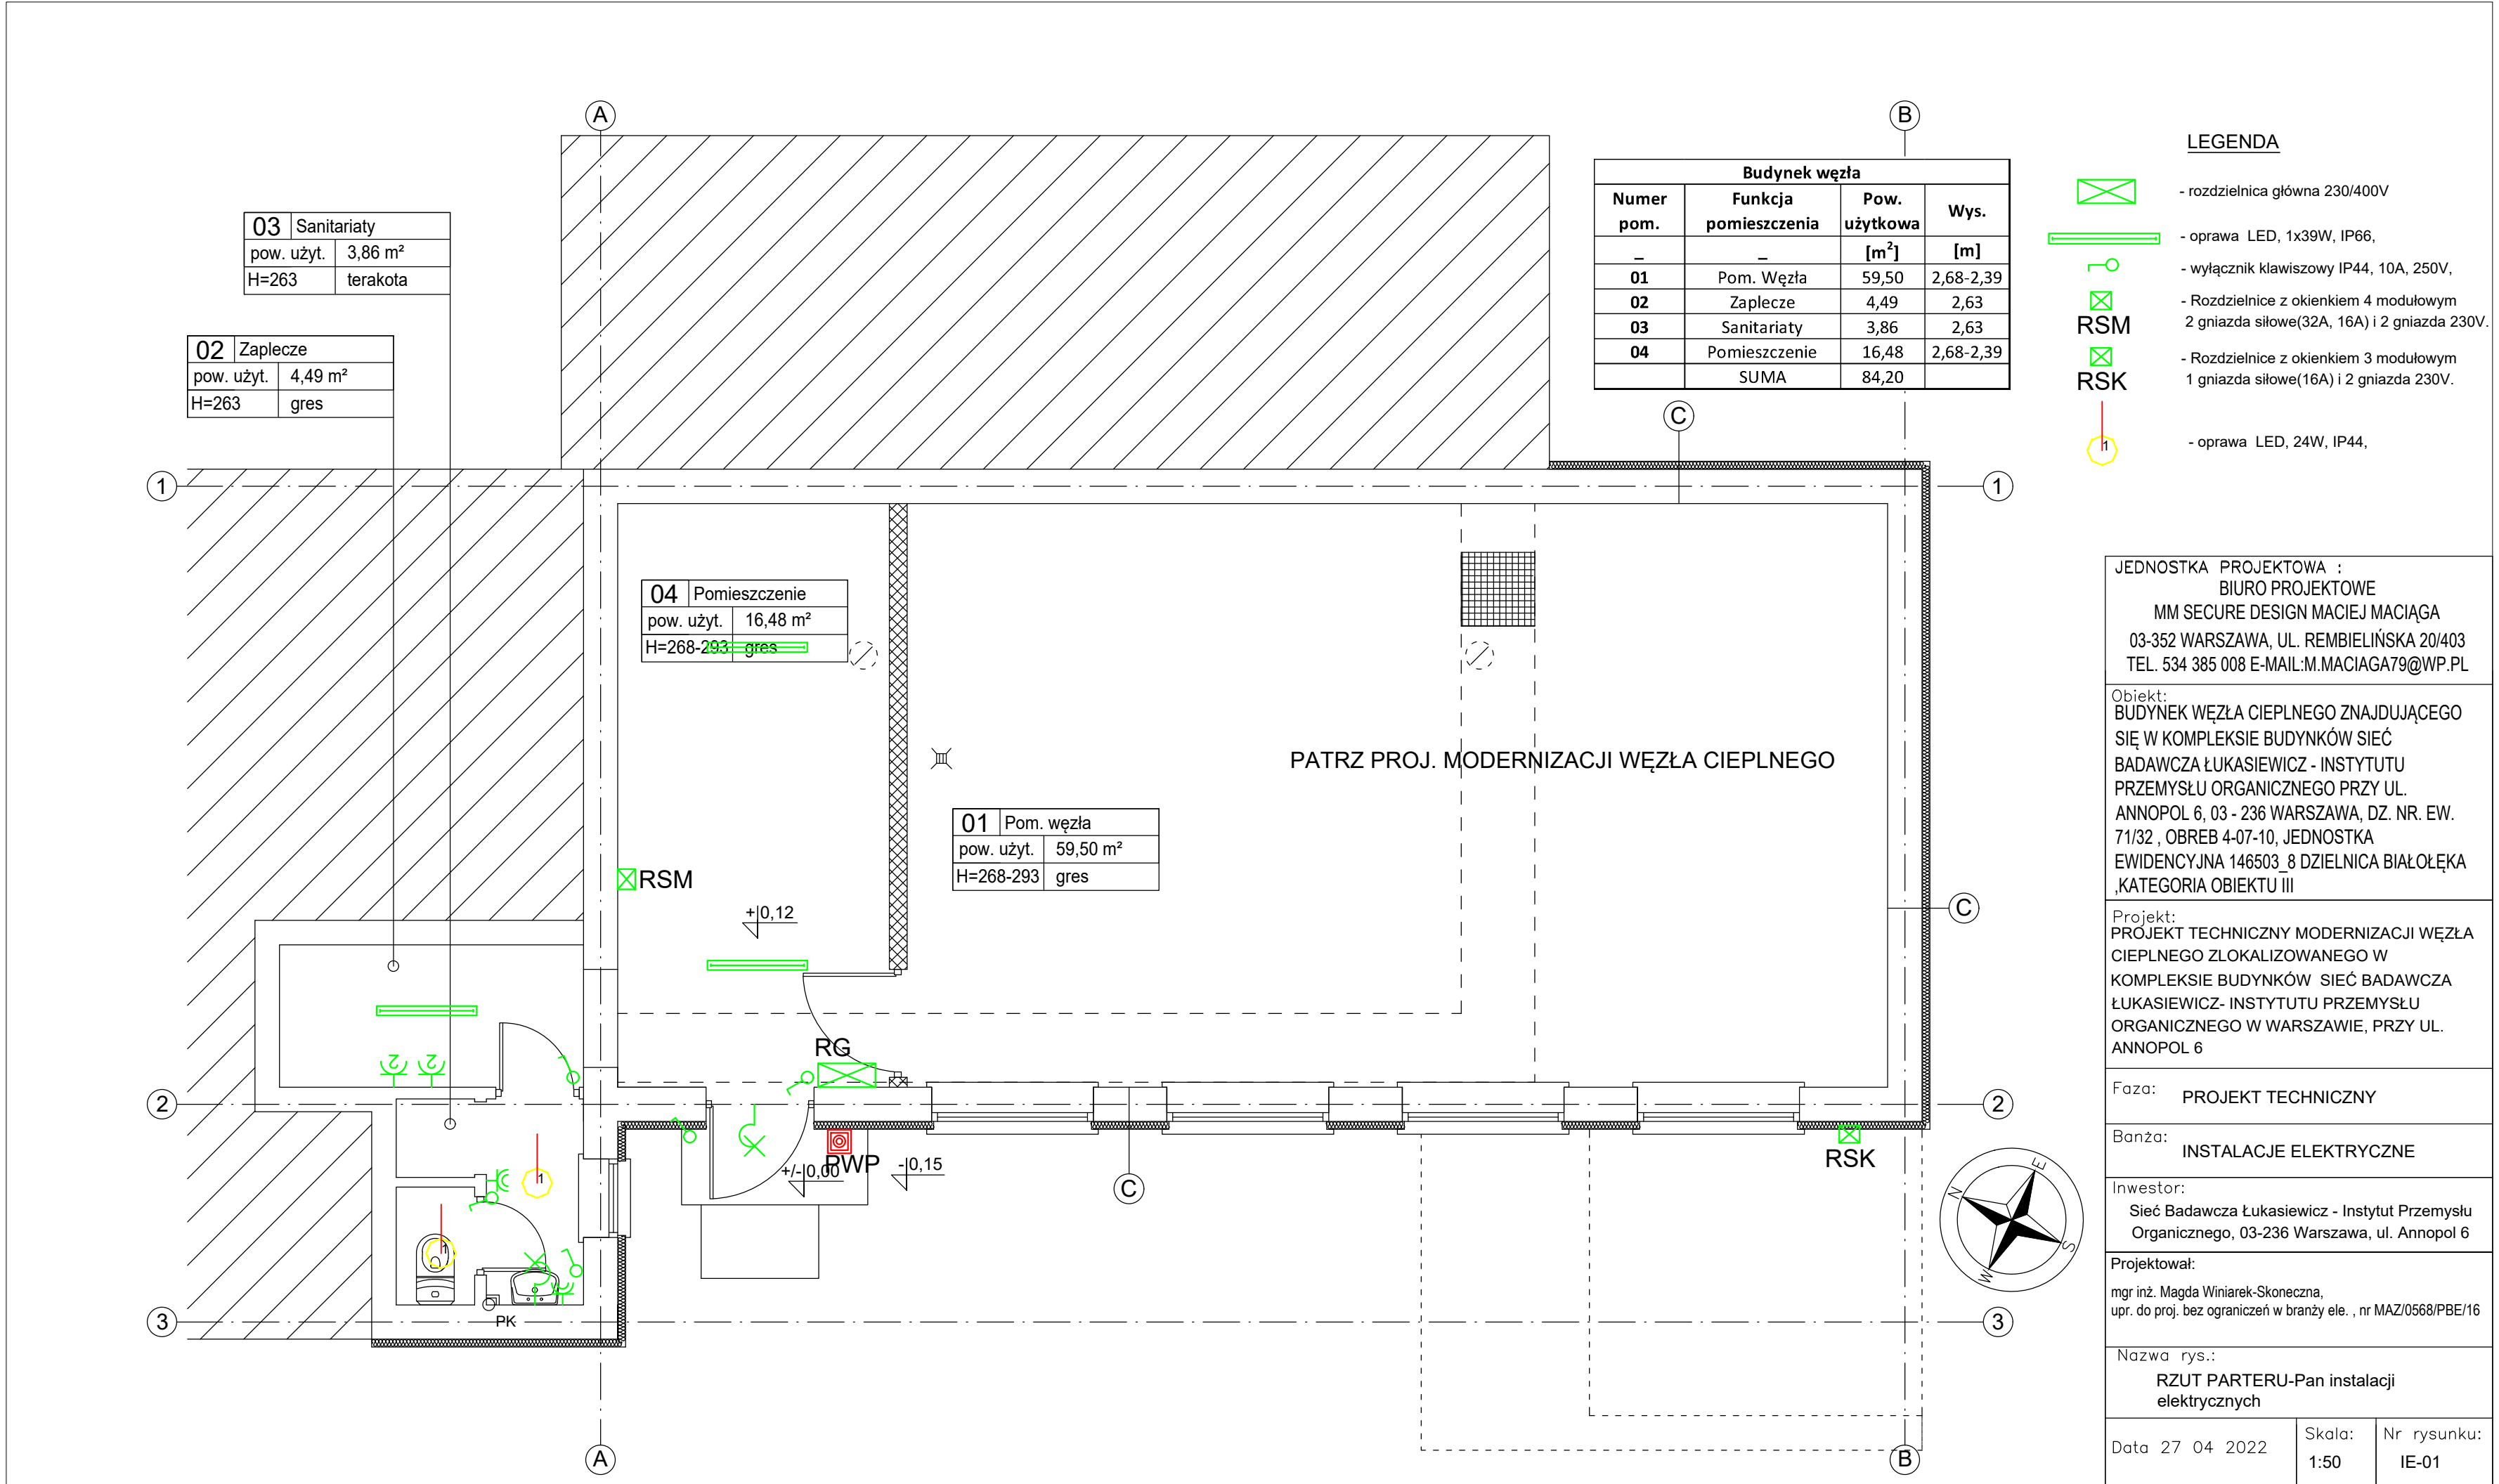 A
B
LEGENDA
- rozdzielnica główna 230/400V
- oprawa LED, 1x39W, IP66,
- wyłącznik klawiszowy IP44, 10A, 250V,
- Rozdzielnice z okienkiem 4 modułowym
2 gniazda siłowe(32A, 16A) i 2 gniazda 230V.
RSM
- Rozdzielnice z okienkiem 3 modułowym
1 gniazda siłowe(16A) i 2 gniazda 230V.
RSK
1
- oprawa LED, 24W, IP44,
Budynek węzła
Numer pom. Funkcja pomieszczenia Pow. użytkowa Wys.
_ _ [m²] [m]
01 Pom. Węzła 59,50 2,68-2,39
02 Zaplecze 4,49 2,63
03 Sanitariaty 3,86 2,63
04 Pomieszczenie 16,48 2,68-2,39
SUMA 84,20
03 Sanitariaty
pow. użyt. 3,86 m²
H=263 terakota
02 Zaplecze
pow. użyt. 4,49 m²
H=263 gres
C
1
1
04 Pomieszczenie
pow. użyt. 16,48 m²
H=268-293 gres
PATRZ PROJ. MODERNIZACJI WĘZŁA CIEPLNEGO
01 Pom. węzła
pow. użyt. 59,50 m²
H=268-293 gres
RSM
+0,12
C
RG
2
2
2
2
PWP
+/-0,00
-0,15
C
RSK
1
1
PK
3
3
A
B
N
E
S
W
JEDNOSTKA PROJEKTOWA :
BIURO PROJEKTOWE
MM SECURE DESIGN MACIEJ MACIĄGA
03-352 WARSZAWA, UL. REMBIELIŃSKA 20/403
TEL. 534 385 008 E-MAIL:M.MACIAGA79@WP.PL
Obiekt:
BUDYNEK WĘZŁA CIEPLNEGO ZNAJDUJĄCEGO
SIĘ W KOMPLEKSIE BUDYNKÓW SIEĆ
BADAWCZA ŁUKASIEWICZ - INSTYTUTU
PRZEMYSŁU ORGANICZNEGO PRZY UL.
ANNOPOL 6, 03 - 236 WARSZAWA, DZ. NR. EW.
71/32 , OBREB 4-07-10, JEDNOSTKA
EWIDENCYJNA 146503_8 DZIELNICA BIAŁOŁĘKA
,KATEGORIA OBIEKTU III
Projekt:
PROJEKT TECHNICZNY MODERNIZACJI WĘZŁA
CIEPLNEGO ZLOKALIZOWANEGO W
KOMPLEKSIE BUDYNKÓW SIEĆ BADAWCZA
ŁUKASIEWICZ- INSTYTUTU PRZEMYSŁU
ORGANICZNEGO W WARSZAWIE, PRZY UL.
ANNOPOL 6
Faza: PROJEKT TECHNICZNY
Banża: INSTALACJE ELEKTRYCZNE
Inwestor:
Sieć Badawcza Łukasiewicz - Instytut Przemysłu
Organicznego, 03-236 Warszawa, ul. Annopol 6
Projektował:
mgr inż. Magda Winiarek-Skoneczna,
upr. do proj. bez ograniczeń w branży ele. , nr MAZ/0568/PBE/16
Nazwa rys.:
RZUT PARTERU-Pan instalacji
elektrycznych
Data 27 04 2022
Skala:
1:50
Nr rysunku:
IE-01